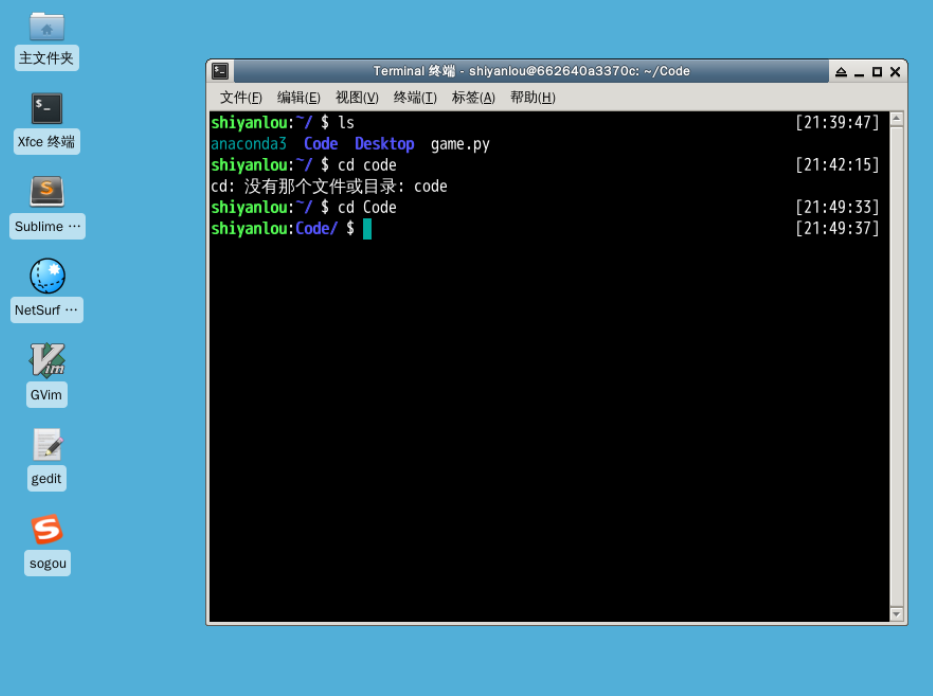 主文件夹
Xfce 终端
Sublime ···
NetSurf ···
GVim
gedit
sogou
Terminal 终端 - shiyanlou@662640a3370c: ~/Code
文件(F) 编辑(E) 视图(V) 终端(T) 标签(A) 帮助(H)
shiyanlou:~/ $ ls [21:39:47]
anaconda3 Code Desktop game.py
shiyanlou:~/ $ cd code [21:42:15]
cd: 没有那个文件或目录: code
shiyanlou:~/ $ cd Code [21:49:33]
shiyanlou:Code/ $ [21:49:37]